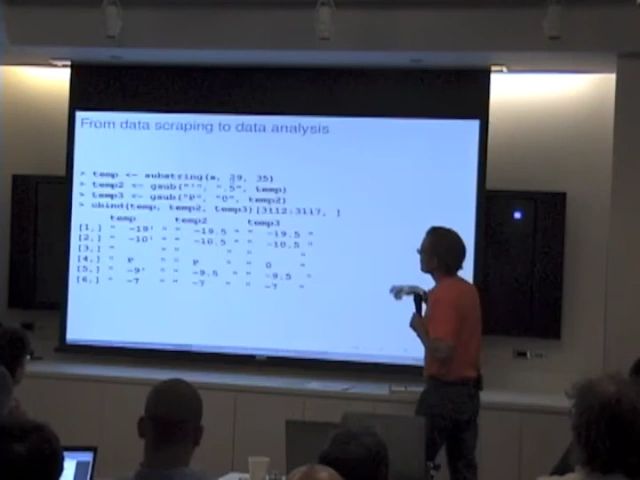 From data scraping to data analysis
> temp <- substring(a, 29, 35)
> temp2 <- gsub("'", ".5", temp)
> temp3 <- gsub("P", "0", temp2)
> cbind(temp, temp2, temp3)[3112:3117, ]
temp temp2 temp3
[1,] " -19' " " -19.5 " " -19.5 "
[2,] " -10' " " -10.5 " " -10.5 "
[3,] " " " " " "
[4,] " P " " P " " 0 "
[5,] " -9' " " -9.5 " " -9.5 "
[6,] " -7 " " -7 " " -7 "